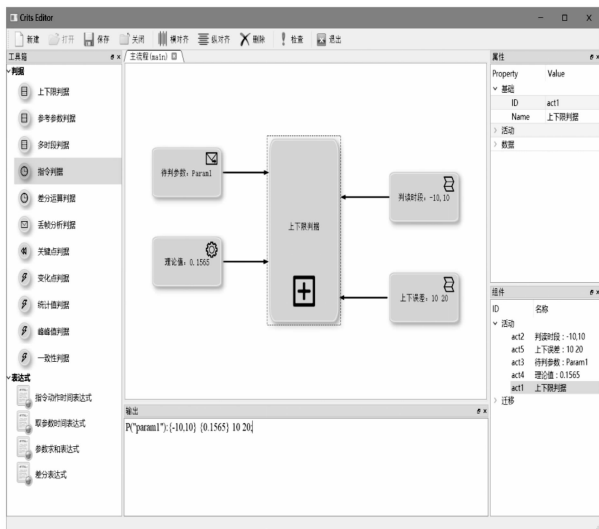 Crits Editor
新建 打开 保存 关闭 横对齐 纵对齐 删除 检查 退出
工具箱
判据
上下限判据
参考参数判据
多时段判据
指令判据
差分运算判据
丢帧分析判据
关键点判据
变化点判据
统计值判据
峰峰值判据
一致性判据
表达式
指令动作时间表达式
取参数时间表达式
参数求和表达式
差分表达式
主流程(main)
待判参数: Param1
理论值: 0.1565
上下限判据
判读时段: -10,10
上下误差: 10 20
输出
P("param1"):{-10,10} {0.1565} 10 20;
属性
Property Value
基础
ID act1
Name 上下限判据
活动
数据
组件
ID 名称
活动
act2 判读时段 : -10,10
act5 上下误差 : 10 20
act3 待判参数 : Param1
act4 理论值 : 0.1565
act1 上下限判据
迁移